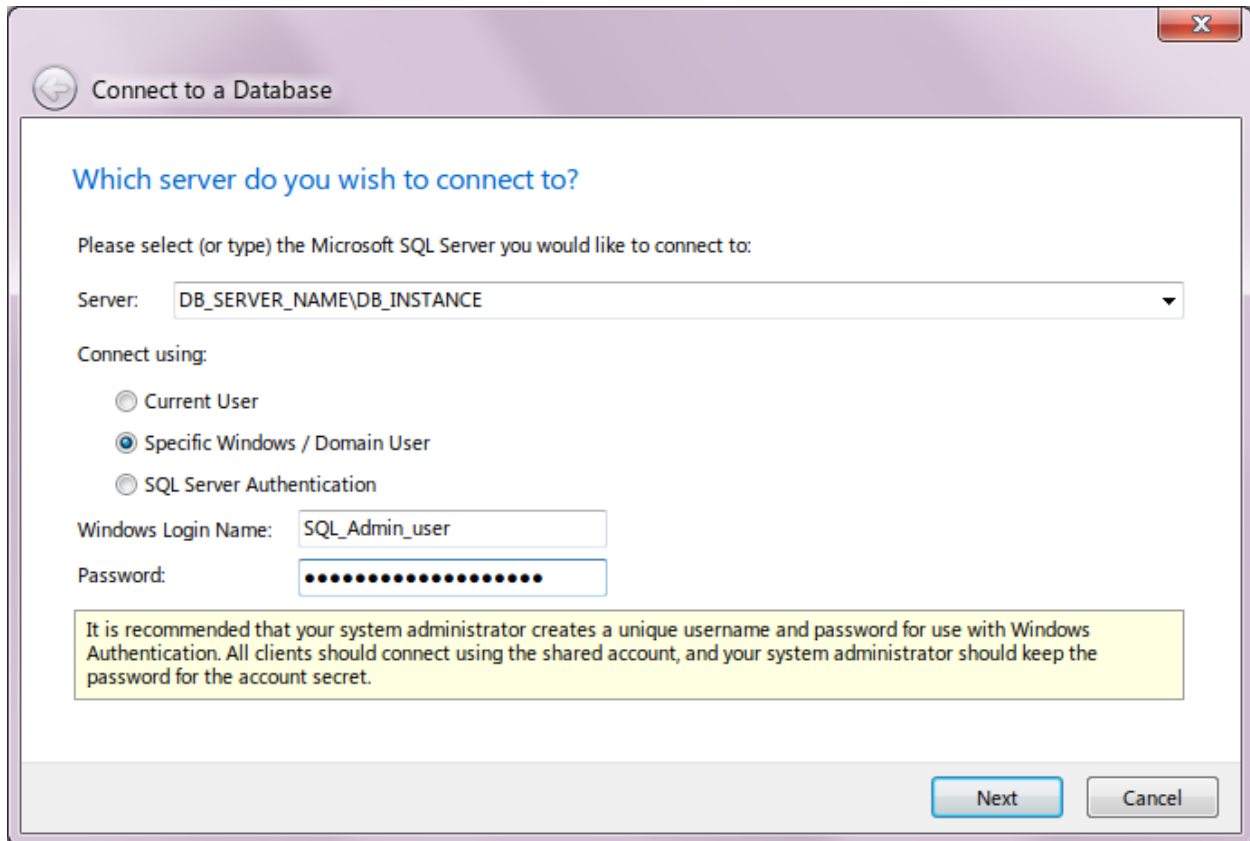 Connect to a Database
Which server do you wish to connect to?
Please select (or type) the Microsoft SQL Server you would like to connect to:
Server: DB_SERVER_NAME\DB_INSTANCE
Connect using:
Current User
Specific Windows / Domain User
SQL Server Authentication
Windows Login Name: SQL_Admin_user
Password: ●●●●●●●●●●●●●●●●●●●
It is recommended that your system administrator creates a unique username and password for use with Windows
Authentication. All clients should connect using the shared account, and your system administrator should keep the
password for the account secret.
Next Cancel